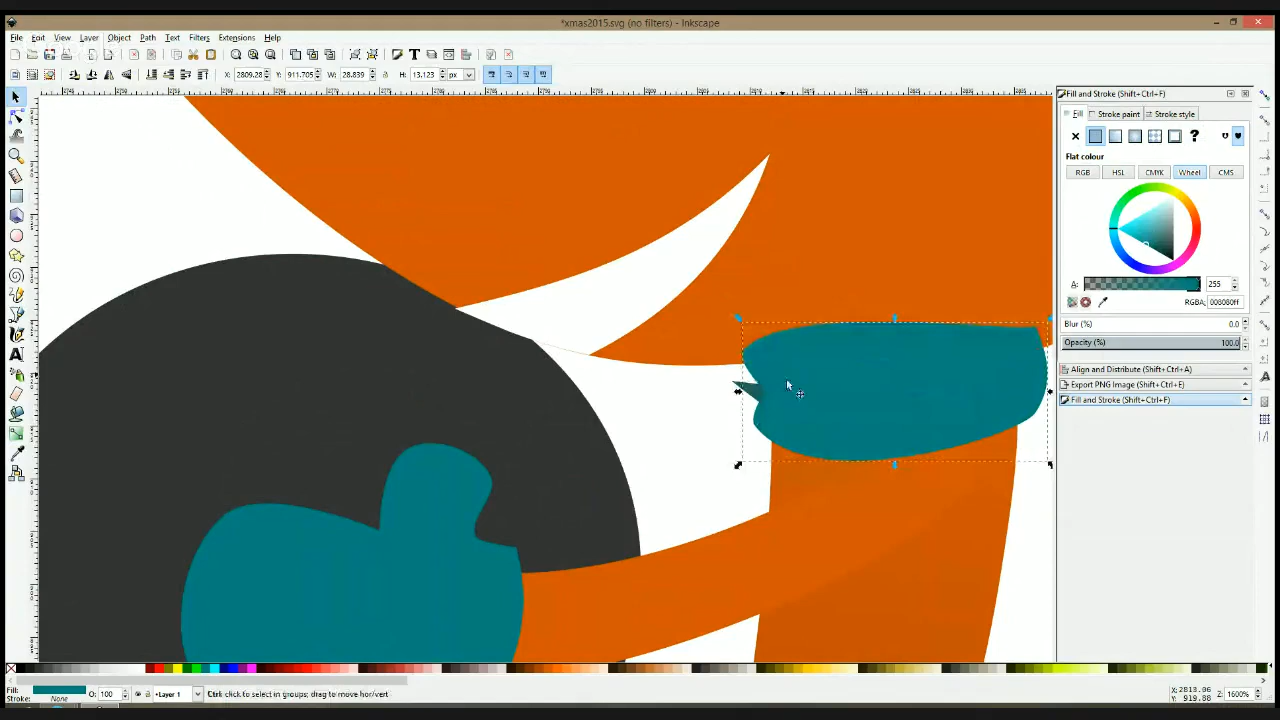 *xmas2015.svg (no filters) - Inkscape
File Edit View Layer Object Path Text Filters Extensions Help
X: 2809.28 Y: 911.705 W: 28.839 H: 13.123 px
Fill and Stroke (Shift+Ctrl+F)
Fill Stroke paint Stroke style
Flat colour
RGB HSL CMYK Wheel CMS
A: 255
RGBA: 008080ff
Blur (%) 0.0
Opacity (%) 100.0
Align and Distribute (Shift+Ctrl+A)
Export PNG Image (Shift+Ctrl+E)
Fill and Stroke (Shift+Ctrl+F)
Fill: O: 100 •Layer 1 Ctrl: click to select in groups; drag to move hor/vert X: 2813.06 Z: 1600%
Stroke: None Y: 919.88